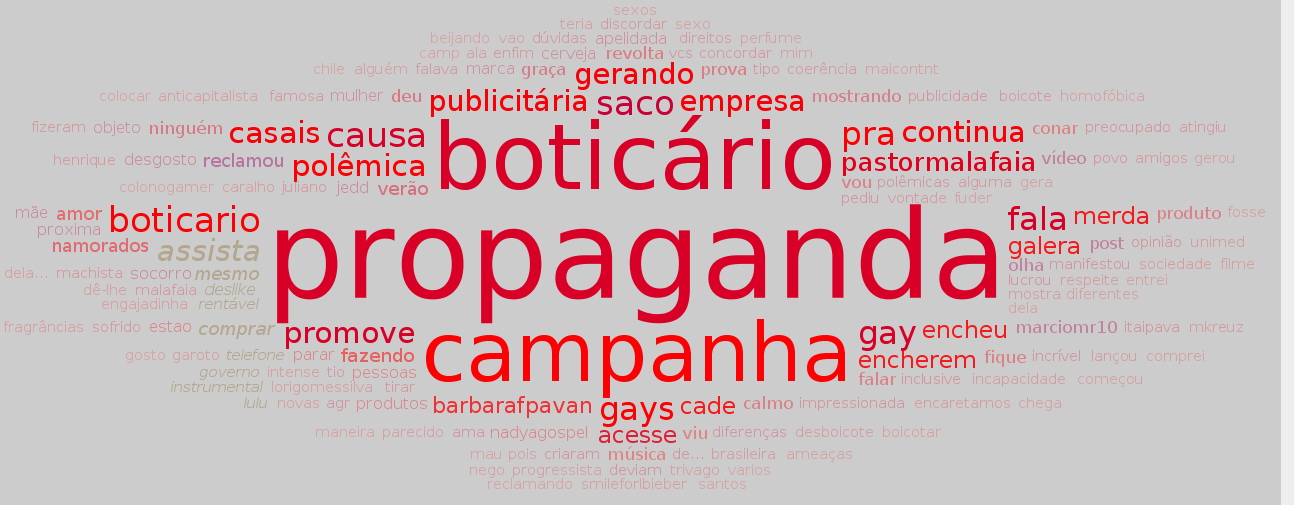 sexos
teria discordar sexo
beijando vao dúvidas apelidada direitos perfume
camp ala enfim cerveja revolta vcs concordar mim
chile alguém falava marca graça gerando prova tipo coerência maicontnt
colocar anticapitalista famosa mulher deu publicitária saco empresa mostrando publicidade boicote homofóbica
fizeram objeto ninguém casais causa boticário pra continua conar preocupado atingiu
henrique desgosto reclamou polêmica pastormalafaia vídeo povo amigos gerou
colonogamer caralho juliano jedd verão vou polêmicas alguma gera
pediu vontade fuder
mãe amor boticario propaganda fala merda produto fosse
proxima
namorados assista galera post opinião unimed
dela... machista socorro mesmo olha manifestou sociedade filme
dê-lhe malafaia deslike lucrou respeite entrei
engajadinha rentável mostra diferentes
dela
fragrâncias sofrido estao comprar promove campanha gay encheu marciomr10 itaipava mkreuz
gosto garoto telefone parar fazendo encherem fique incrível lançou comprei
governo intense tio pessoas falar inclusive incapacidade começou
instrumental lorigomessilva tirar
lulu novas agr produtos barbarafpavan gays cade calmo impressionada encaretamos chega
maneira parecido ama nadyagospel acesse viu diferenças desboicote boicotar
mau pois criaram música de... brasileira ameaças
nego progressista deviam trivago varios
reclamando smileforlbieber santos